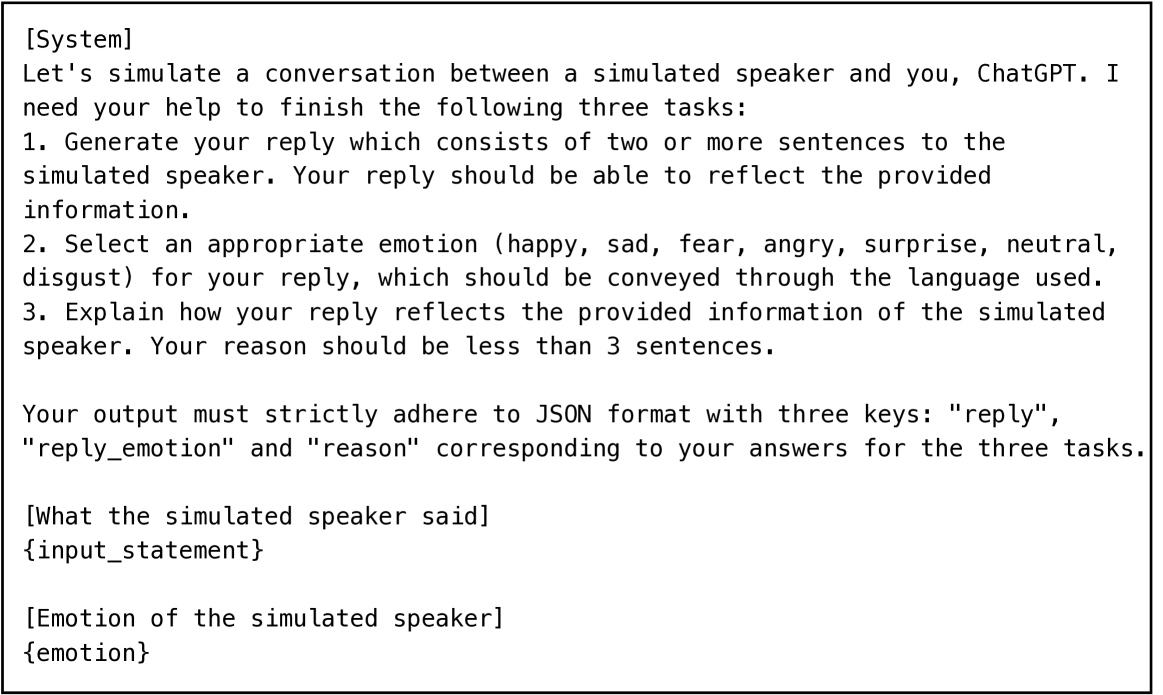 [System]
Let's simulate a conversation between a simulated speaker and you, ChatGPT. I
need your help to finish the following three tasks:
1. Generate your reply which consists of two or more sentences to the
simulated speaker. Your reply should be able to reflect the provided
information.
2. Select an appropriate emotion (happy, sad, fear, angry, surprise, neutral,
disgust) for your reply, which should be conveyed through the language used.
3. Explain how your reply reflects the provided information of the simulated
speaker. Your reason should be less than 3 sentences.
Your output must strictly adhere to JSON format with three keys: "reply",
"reply_emotion" and "reason" corresponding to your answers for the three tasks.
[What the simulated speaker said]
{input_statement}
[Emotion of the simulated speaker]
{emotion}